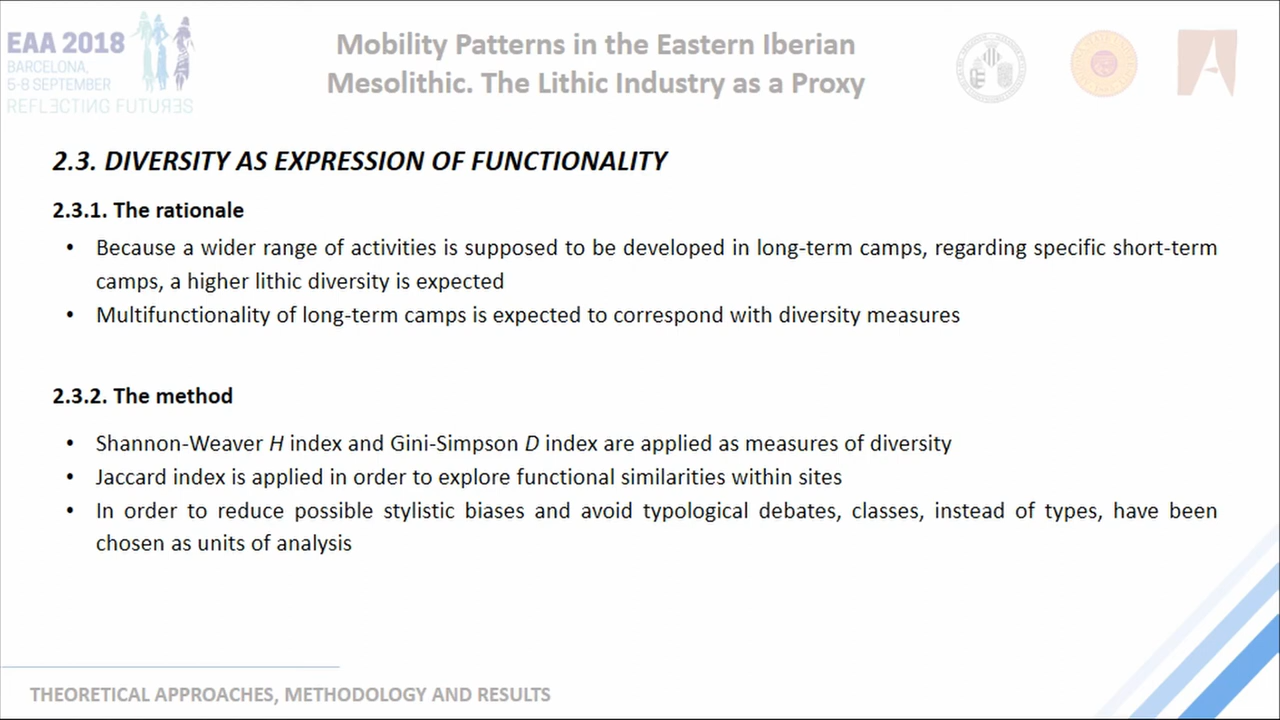 EAA 2018
BARCELONA,
5-8 SEPTEMBER
REFLECTING FUTURES
Mobility Patterns in the Eastern Iberian
Mesolithic. The Lithic Industry as a Proxy
2.3. DIVERSITY AS EXPRESSION OF FUNCTIONALITY
2.3.1. The rationale
• Because a wider range of activities is supposed to be developed in long-term camps, regarding specific short-term
camps, a higher lithic diversity is expected
• Multifunctionality of long-term camps is expected to correspond with diversity measures
2.3.2. The method
• Shannon-Weaver H index and Gini-Simpson D index are applied as measures of diversity
• Jaccard index is applied in order to explore functional similarities within sites
• In order to reduce possible stylistic biases and avoid typological debates, classes, instead of types, have been
chosen as units of analysis
THEORETICAL APPROACHES, METHODOLOGY AND RESULTS